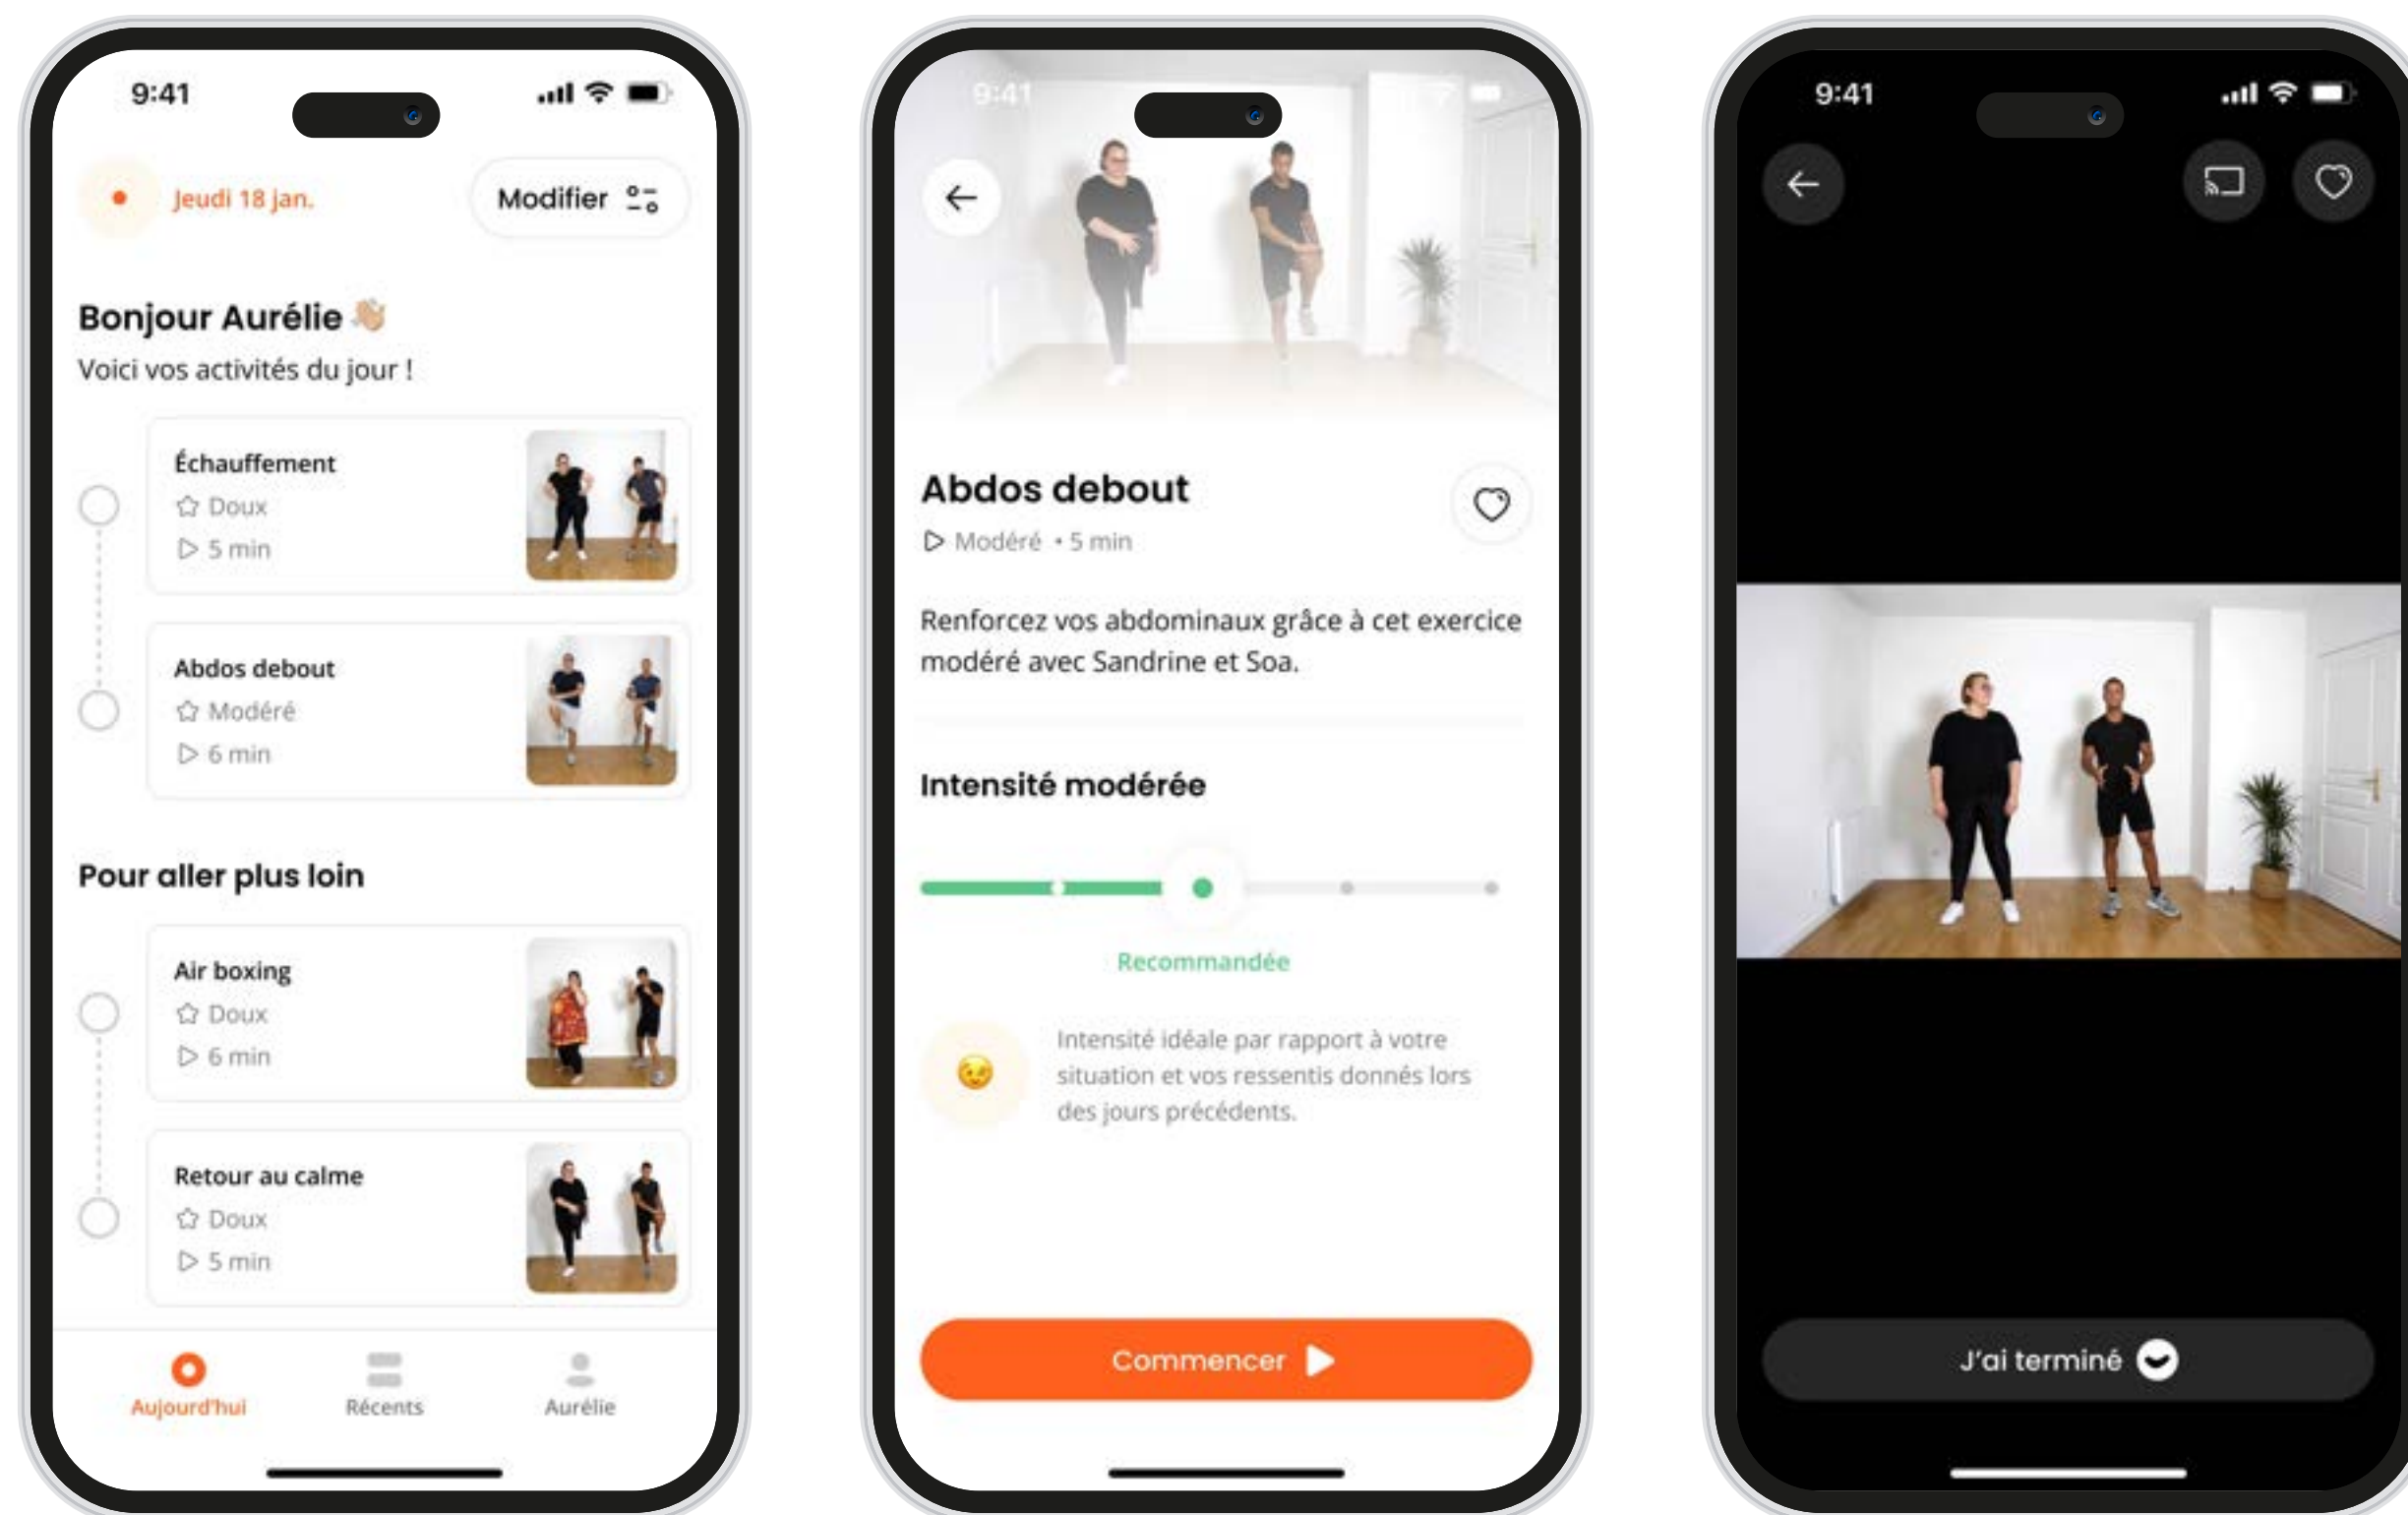 9:41
Jeudi 18 jan.
Modifier
Bonjour Aurélie
Voici vos activités du jour !
Échauffement
Doux
5 min
Abdos debout
Modéré
6 min
Pour aller plus loin
Air boxing
Doux
6 min
Retour au calme
Doux
5 min
Aujourd'hui
Récents
Aurélie
9:41
Abdos debout
Modéré • 5 min
Renforcez vos abdominaux grâce à cet exercice
modéré avec Sandrine et Soa.
Intensité modérée
Recommandée
Intensité idéale par rapport à votre
situation et vos ressentis donnés lors
des jours précédents.
Commencer
9:41
J'ai terminé